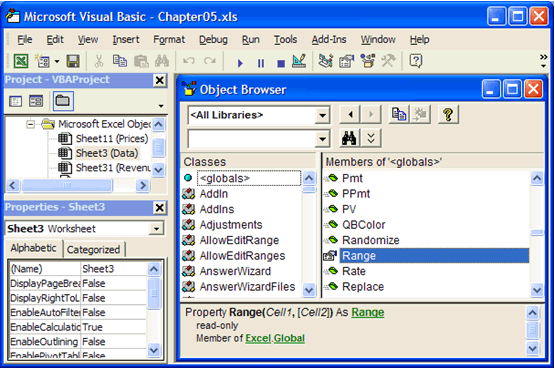 Microsoft Visual Basic - Chapter05.xls
File Edit View Insert Format Debug Run Tools Add-Ins Window Help
Project - VBAProject
Microsoft Excel Objec
Sheet11 (Prices)
Sheet3 (Data)
Sheet31 (Revenu
Properties - Sheet3
Sheet3 Worksheet
Alphabetic Categorized
(Name) Sheet3
DisplayPageBrea False
DisplayRightToL False
EnableAutoFilter False
EnableCalculatic True
EnableOutlining False
EnablePivotTabl False
Object Browser
<All Libraries>
Classes
<globals>
AddIn
AddIns
Adjustments
AllowEditRange
AllowEditRanges
AnswerWizard
AnswerWizardFiles
Members of '<globals>'
Pmt
PPmt
PV
QBColor
Randomize
Range
Rate
Replace
Property Range(Cell1, [Cell2]) As Range
read-only
Member of Excel.Global